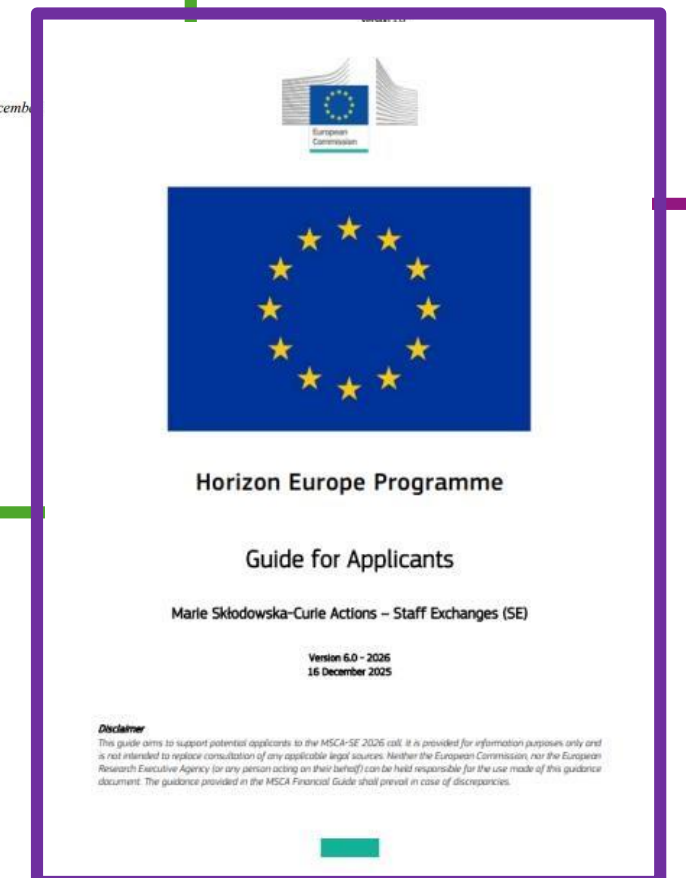 cembe
European
Commission
Horizon Europe Programme
Guide for Applicants
Marie Skłodowska-Curie Actions – Staff Exchanges (SE)
Version 6.0 - 2026
16 December 2025
Disclaimer
This guide aims to support potential applicants to the MSCA-SE 2026 call. It is provided for information purposes only and
is not intended to replace consultation of any applicable legal sources. Neither the European Commission, nor the European
Research Executive Agency (or any person acting on their behalf) can be held responsible for the use made of this guidance
document. The guidance provided in the MSCA Financial Guide shall prevail in case of discrepancies.